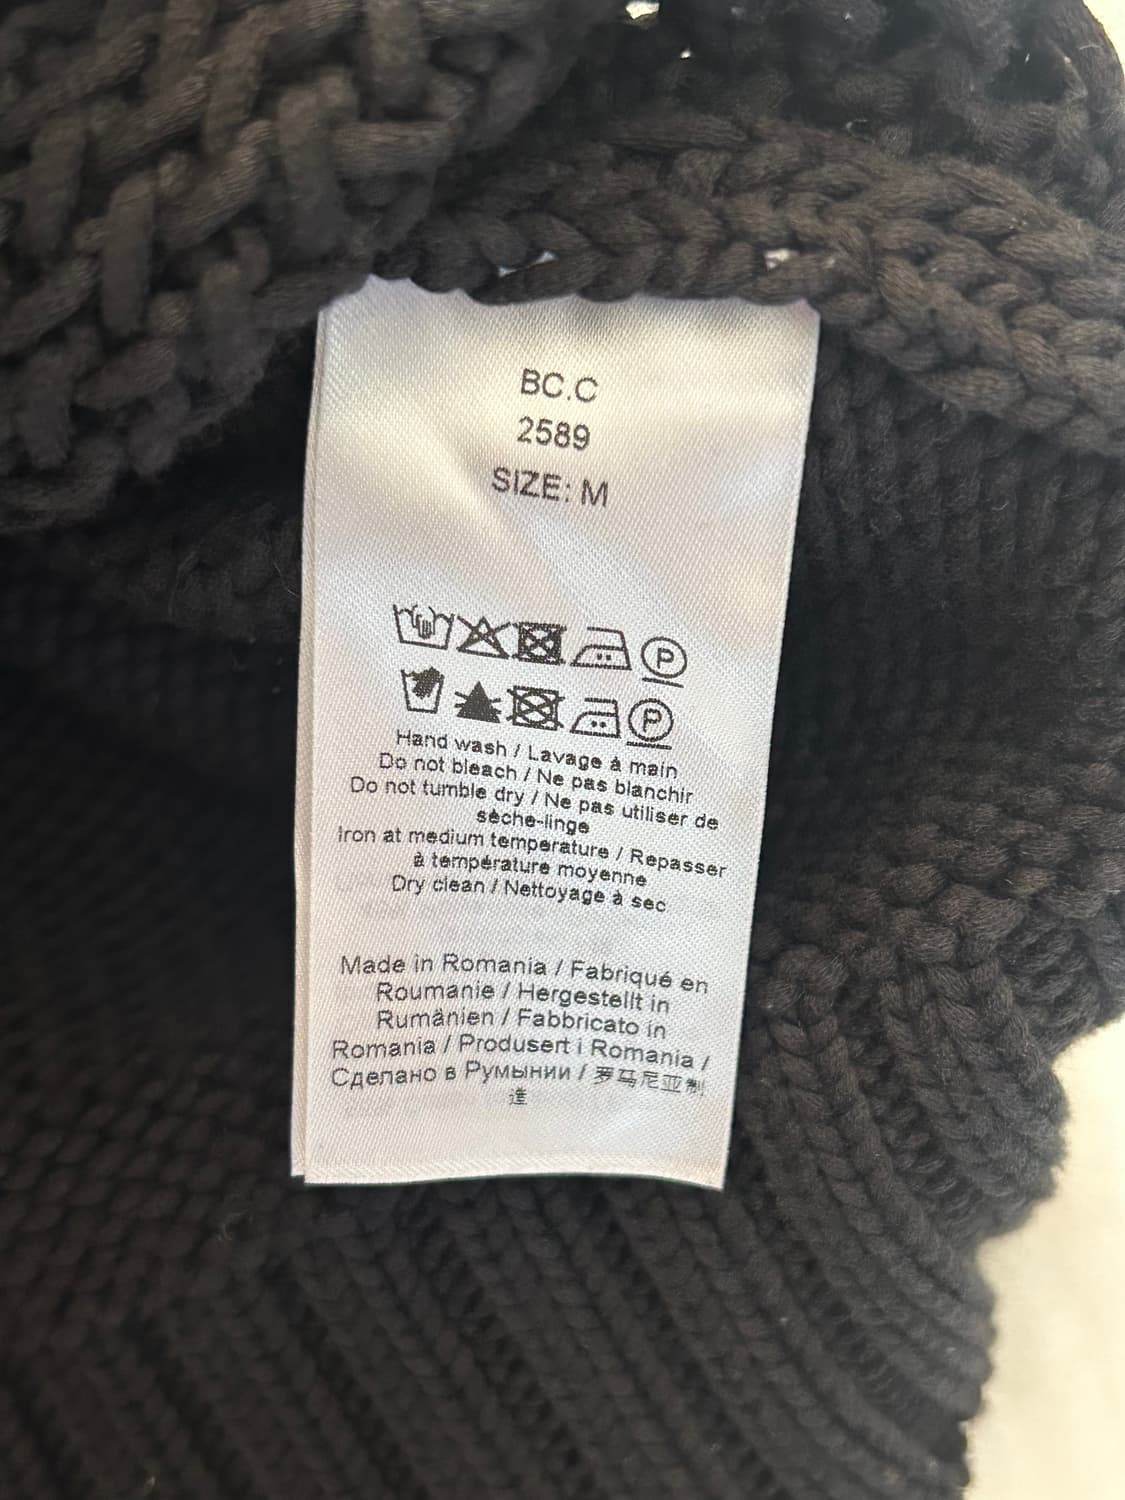 BC.C
2589
SIZE: M
P
P
Hand wash / Lavage à main
Do not bleach / Ne pas blanchir
Do not tumble dry / Ne pas utiliser de
sèche-linge
Iron at medium temperature / Repasser
à température moyenne
Dry clean / Nettoyage à sec
Made in Romania / Fabriqué en
Roumanie / Hergestellt in
Rumänien / Fabbricato in
Romania / Produsert i Romania /
Сделано в Румынии / 罗马尼亚制
造